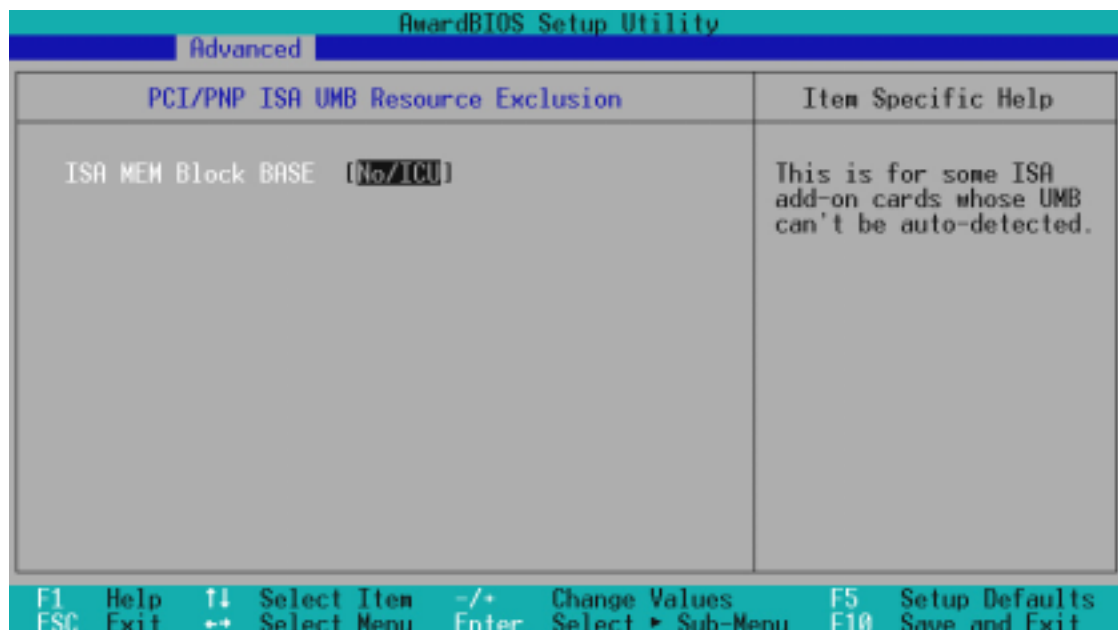 AwardBIOS Setup Utility
Advanced
PCI/PNP ISA UMB Resource Exclusion
Item Specific Help
ISA MEM Block BASE [No/ICU]
This is for some ISA
add-on cards whose UMB
can't be auto-detected.
F1 Help ↑↓ Select Item -/+ Change Values F5 Setup Defaults
ESC Exit ←→ Select Menu Enter Select ► Sub-Menu F10 Save and Exit